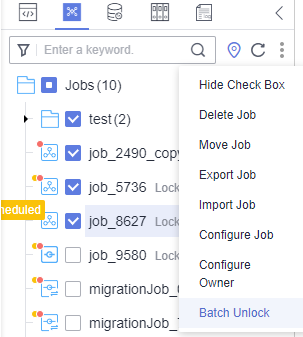 Enter a keyword.
Jobs (10)
test(2)
job_2490_copy
job_5736 Lock
job_8627 Lock
job_9580 Lock
migrationJob_
migrationJob_
heduled
Hide Check Box
Delete Job
Move Job
Export Job
Import Job
Configure Job
Configure
Owner
Batch Unlock